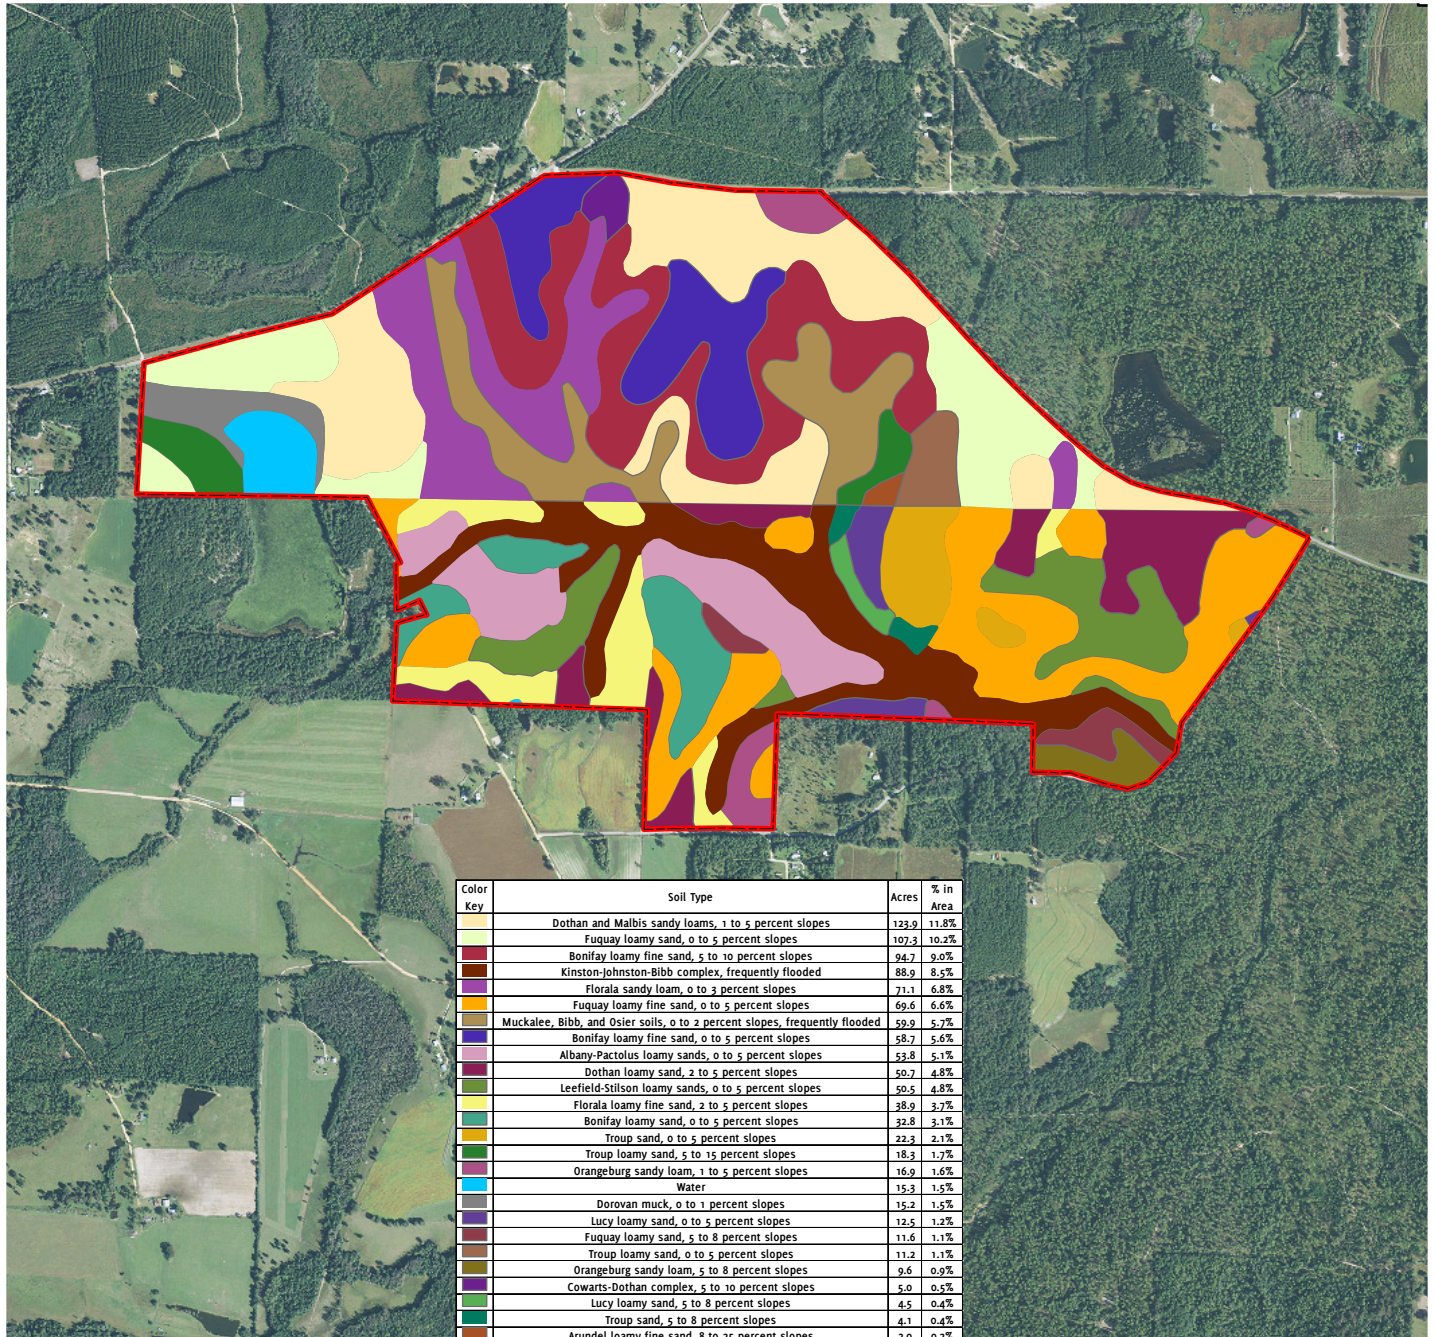 Color Key Soil Type Acres % in Area
Dothan and Malbis sandy loams, 1 to 5 percent slopes 123.9 11.8%
Fuquay loamy sand, 0 to 5 percent slopes 107.3 10.2%
Bonifay loamy fine sand, 5 to 10 percent slopes 94.7 9.0%
Kinston-Johnston-Bibb complex, frequently flooded 88.9 8.5%
Florala sandy loam, 0 to 3 percent slopes 71.1 6.8%
Fuquay loamy fine sand, 0 to 5 percent slopes 69.6 6.6%
Muckalee, Bibb, and Osier soils, 0 to 2 percent slopes, frequently flooded 59.9 5.7%
Bonifay loamy fine sand, 0 to 5 percent slopes 58.7 5.6%
Albany-Pactolus loamy sands, 0 to 5 percent slopes 53.8 5.1%
Dothan loamy sand, 2 to 5 percent slopes 50.7 4.8%
Leefield-Stilson loamy sands, 0 to 5 percent slopes 50.5 4.8%
Florala loamy fine sand, 2 to 5 percent slopes 38.9 3.7%
Bonifay loamy sand, 0 to 5 percent slopes 32.8 3.1%
Troup sand, 0 to 5 percent slopes 22.3 2.1%
Troup loamy sand, 5 to 15 percent slopes 18.3 1.7%
Orangeburg sandy loam, 1 to 5 percent slopes 16.9 1.6%
Water 15.3 1.5%
Dorovan muck, 0 to 1 percent slopes 15.2 1.5%
Lucy loamy sand, 0 to 5 percent slopes 12.5 1.2%
Fuquay loamy sand, 5 to 8 percent slopes 11.6 1.1%
Troup loamy sand, 0 to 5 percent slopes 11.2 1.1%
Orangeburg sandy loam, 5 to 8 percent slopes 9.6 0.9%
Cowarts-Dothan complex, 5 to 10 percent slopes 5.0 0.5%
Lucy loamy sand, 5 to 8 percent slopes 4.5 0.4%
Troup sand, 5 to 8 percent slopes 4.1 0.4%
Arundel loamy fine sand, 8 to 25 percent slopes